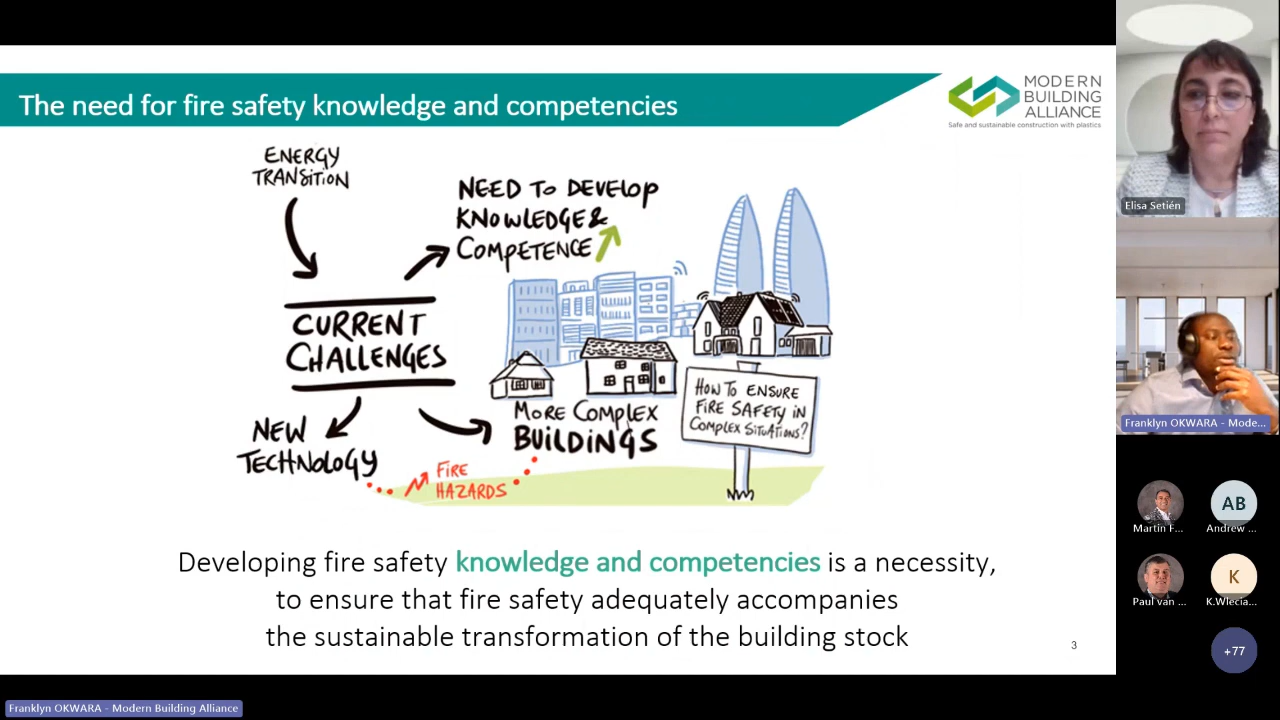 The need for fire safety knowledge and competencies
MODERN
BUILDING
ALLIANCE
Safe and sustainable construction with plastics
ENERGY
TRANSITION
NEED TO DEVELOP
KNOWLEDGE &
COMPETENCE
CURRENT
CHALLENGES
NEW
TECHNOLOGY
FIRE
HAZARDS
MORE COMPLEX
BUILDINGS
HOW TO ENSURE
FIRE SAFETY IN
COMPLEX SITUATIONS?
Developing fire safety knowledge and competencies is a necessity,
to ensure that fire safety adequately accompanies
the sustainable transformation of the building stock
3
Elisa Setién
Franklyn OKWARA - Mode...
AB
Martin F...
Andrew ...
K
Paul van ...
K.Wlecia...
+77
Franklyn OKWARA - Modern Building Alliance